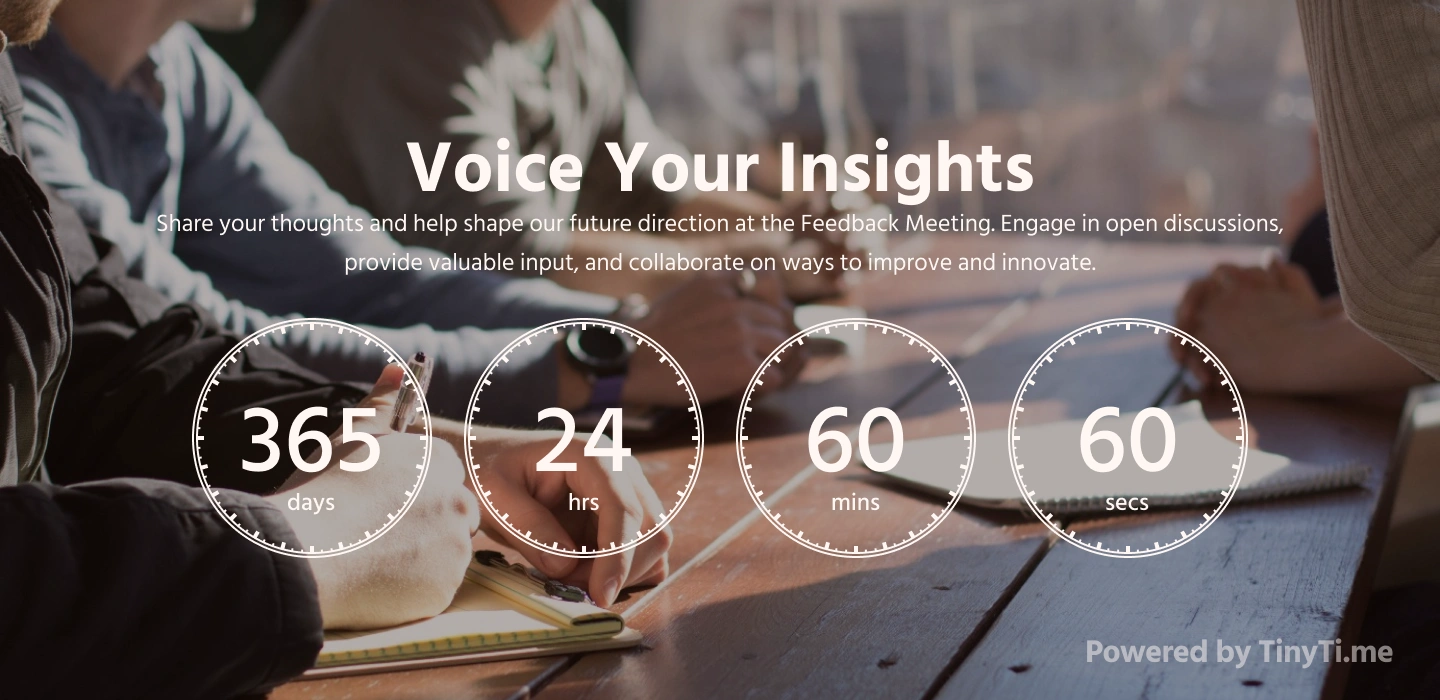 Voice Your Insights
Share your thoughts and help shape our future direction at the Feedback Meeting. Engage in open discussions,
provide valuable input, and collaborate on ways to improve and innovate.
365 24 60 60
days hrs mins secs
Powered by TinyTi.me